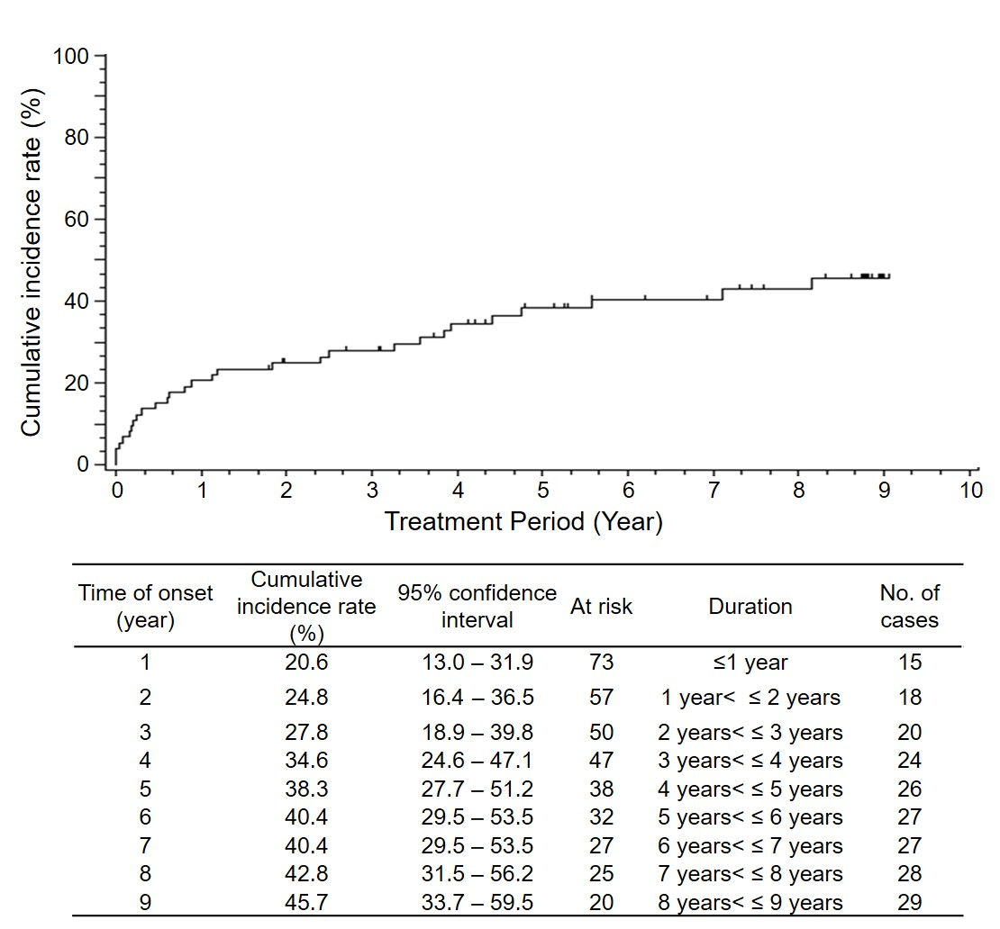 Cumulative incidence rate (%)
100
80
60
40
20
0
0 1 2 3 4 5 6 7 8 9 10
Treatment Period (Year)
Time of onset (year) Cumulative incidence rate (%) 95% confidence interval At risk Duration No. of cases
1 20.6 13.0 – 31.9 73 ≤1 year 15
2 24.8 16.4 – 36.5 57 1 year< ≤ 2 years 18
3 27.8 18.9 – 39.8 50 2 years< ≤ 3 years 20
4 34.6 24.6 – 47.1 47 3 years< ≤ 4 years 24
5 38.3 27.7 – 51.2 38 4 years< ≤ 5 years 26
6 40.4 29.5 – 53.5 32 5 years< ≤ 6 years 27
7 40.4 29.5 – 53.5 27 6 years< ≤ 7 years 27
8 42.8 31.5 – 56.2 25 7 years< ≤ 8 years 28
9 45.7 33.7 – 59.5 20 8 years< ≤ 9 years 29